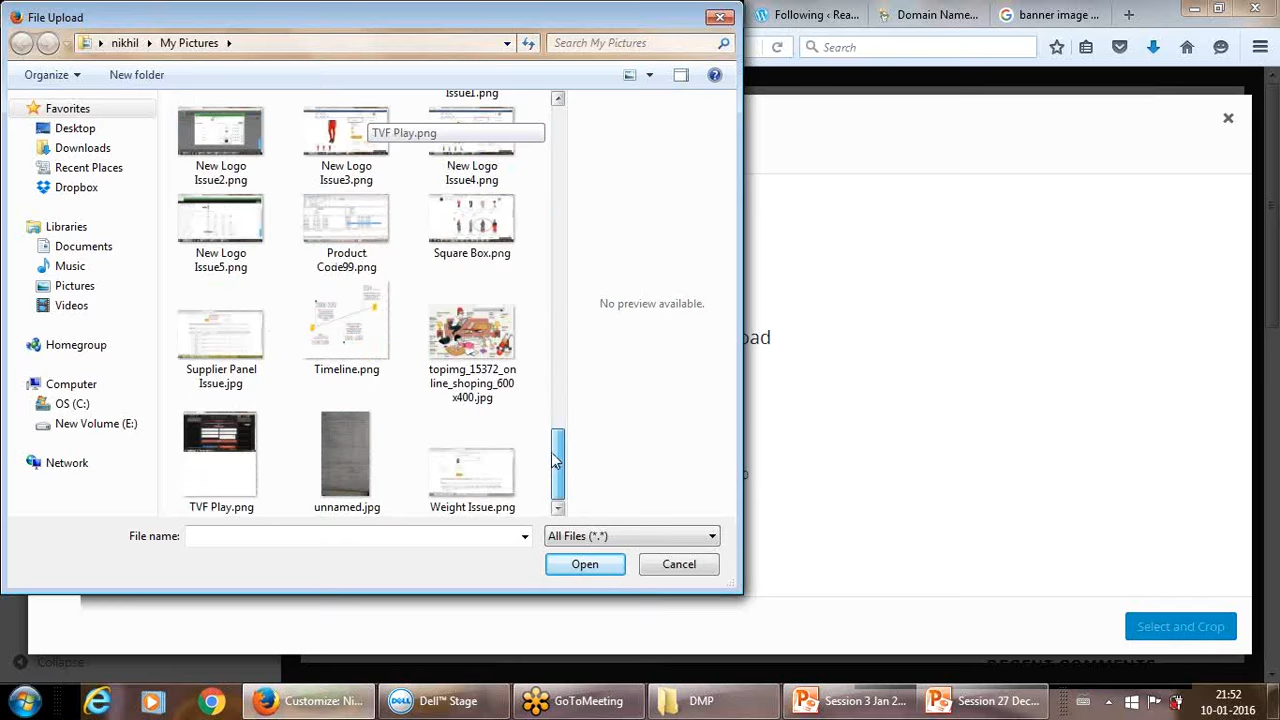 File Upload
Following ‹ Rea...
Domain Name...
banner image ...
nikhil
My Pictures
Search My Pictures
Search
Organize
New folder
Favorites
Desktop
Downloads
Recent Places
Dropbox
Libraries
Documents
Music
Pictures
Videos
Homegroup
Computer
OS (C:)
New Volume (E:)
Network
Issue1.png
TVF Play.png
New Logo Issue2.png
New Logo Issue3.png
New Logo Issue4.png
New Logo Issue5.png
Product Code99.png
Square Box.png
Supplier Panel Issue.jpg
Timeline.png
topimg_15372_on
line_shoping_600
x400.jpg
TVF Play.png
unnamed.jpg
Weight Issue.png
No preview available.
oad
File name:
All Files (*.*)
Open
Cancel
Select and Crop
Collapse
RECENT COMMENTS
Customize: Ni...
Dell™ Stage
GoToMeeting
DMP
Session 3 Jan 2...
Session 27 Dec...
21:52
10-01-2016